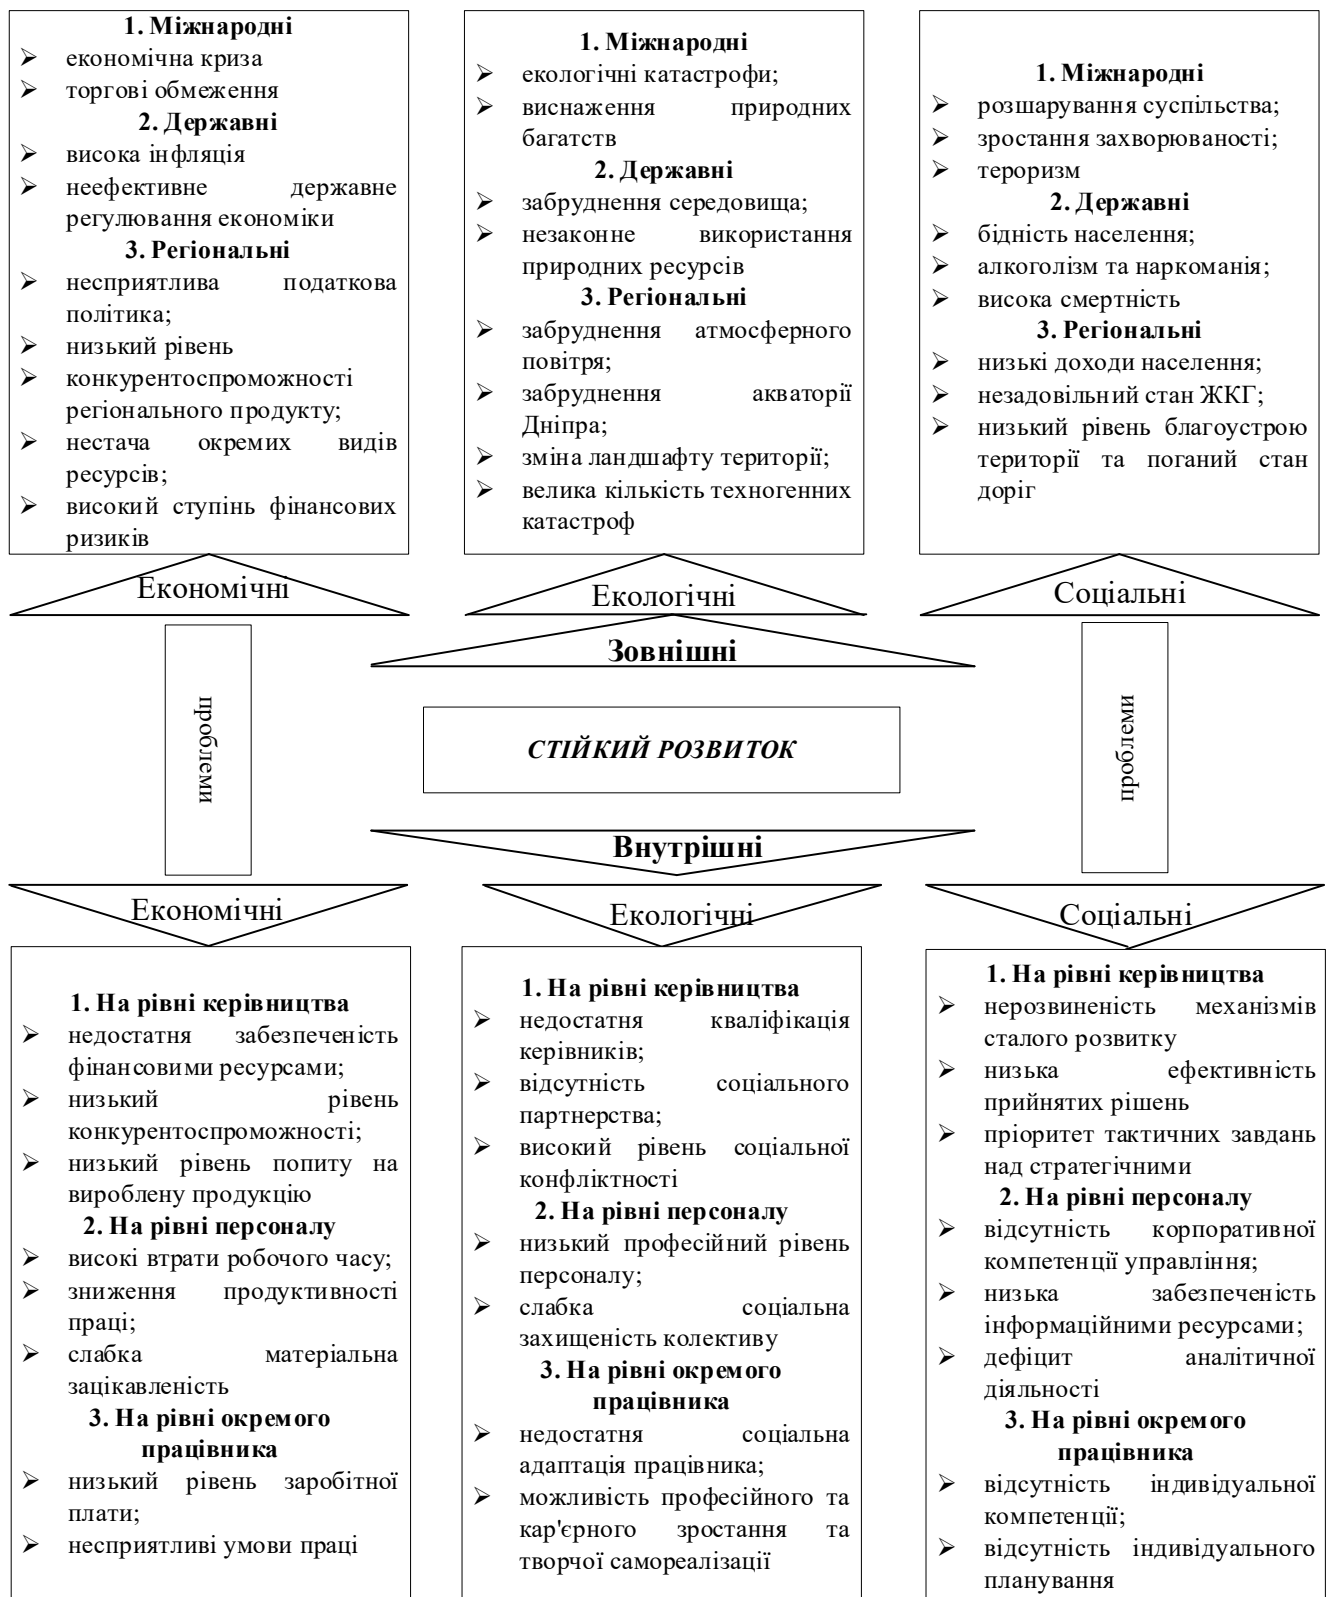 1. Міжнародні
економічна криза
торгові обмеження
2. Державні
висока інфляція
неефективне державне
регулювання економіки
3. Регіональні
несприятлива податкова
політика;
низький рівень
конкурентоспроможності
регіонального продукту;
нестача окремих видів
ресурсів;
високий ступінь фінансових
ризиків
1. Міжнародні
екологічні катастрофи;
виснаження природних
багатств
2. Державні
забруднення середовища;
незаконне використання
природних ресурсів
3. Регіональні
забруднення атмосферного
повітря;
забруднення акваторії
Дніпра;
зміна ландшафту території;
велика кількість техногенних
катастроф
1. Міжнародні
розшарування суспільства;
зростання захворюваності;
тероризм
2. Державні
бідність населення;
алкоголізм та наркоманія;
висока смертність
3. Регіональні
низькі доходи населення;
незадовільний стан ЖКГ;
низький рівень благоустрою
території та поганий стан
доріг
Економічні
Екологічні
Соціальні
Зовнішні
проблеми
СТІЙКИЙ РОЗВИТОК
проблеми
Внутрішні
Економічні
Екологічні
Соціальні
1. На рівні керівництва
недостатня забезпеченість
фінансовими ресурсами;
низький рівень
конкурентоспроможності;
низький рівень попиту на
вироблену продукцію
2. На рівні персоналу
високі втрати робочого часу;
зниження продуктивності
праці;
слабка матеріальна
зацікавленість
3. На рівні окремого
працівника
низький рівень заробітної
плати;
несприятливі умови праці
1. На рівні керівництва
недостатня кваліфікація
керівників;
відсутність соціального
партнерства;
високий рівень соціальної
конфліктності
2. На рівні персоналу
низький професійний рівень
персоналу;
слабка соціальна
захищеність колективу
3. На рівні окремого
працівника
недостатня соціальна
адаптація працівника;
можливість професійного та
кар'єрного зростання та
творчої самореалізації
1. На рівні керівництва
нерозвиненість механізмів
сталого розвитку
низька ефективність
прийнятих рішень
пріоритет тактичних завдань
над стратегічними
2. На рівні персоналу
відсутність корпоративної
компетенції управління;
низька забезпеченість
інформаційними ресурсами;
дефіцит аналітичної
діяльності
3. На рівні окремого
працівника
відсутність індивідуальної
компетенції;
відсутність індивідуального
планування